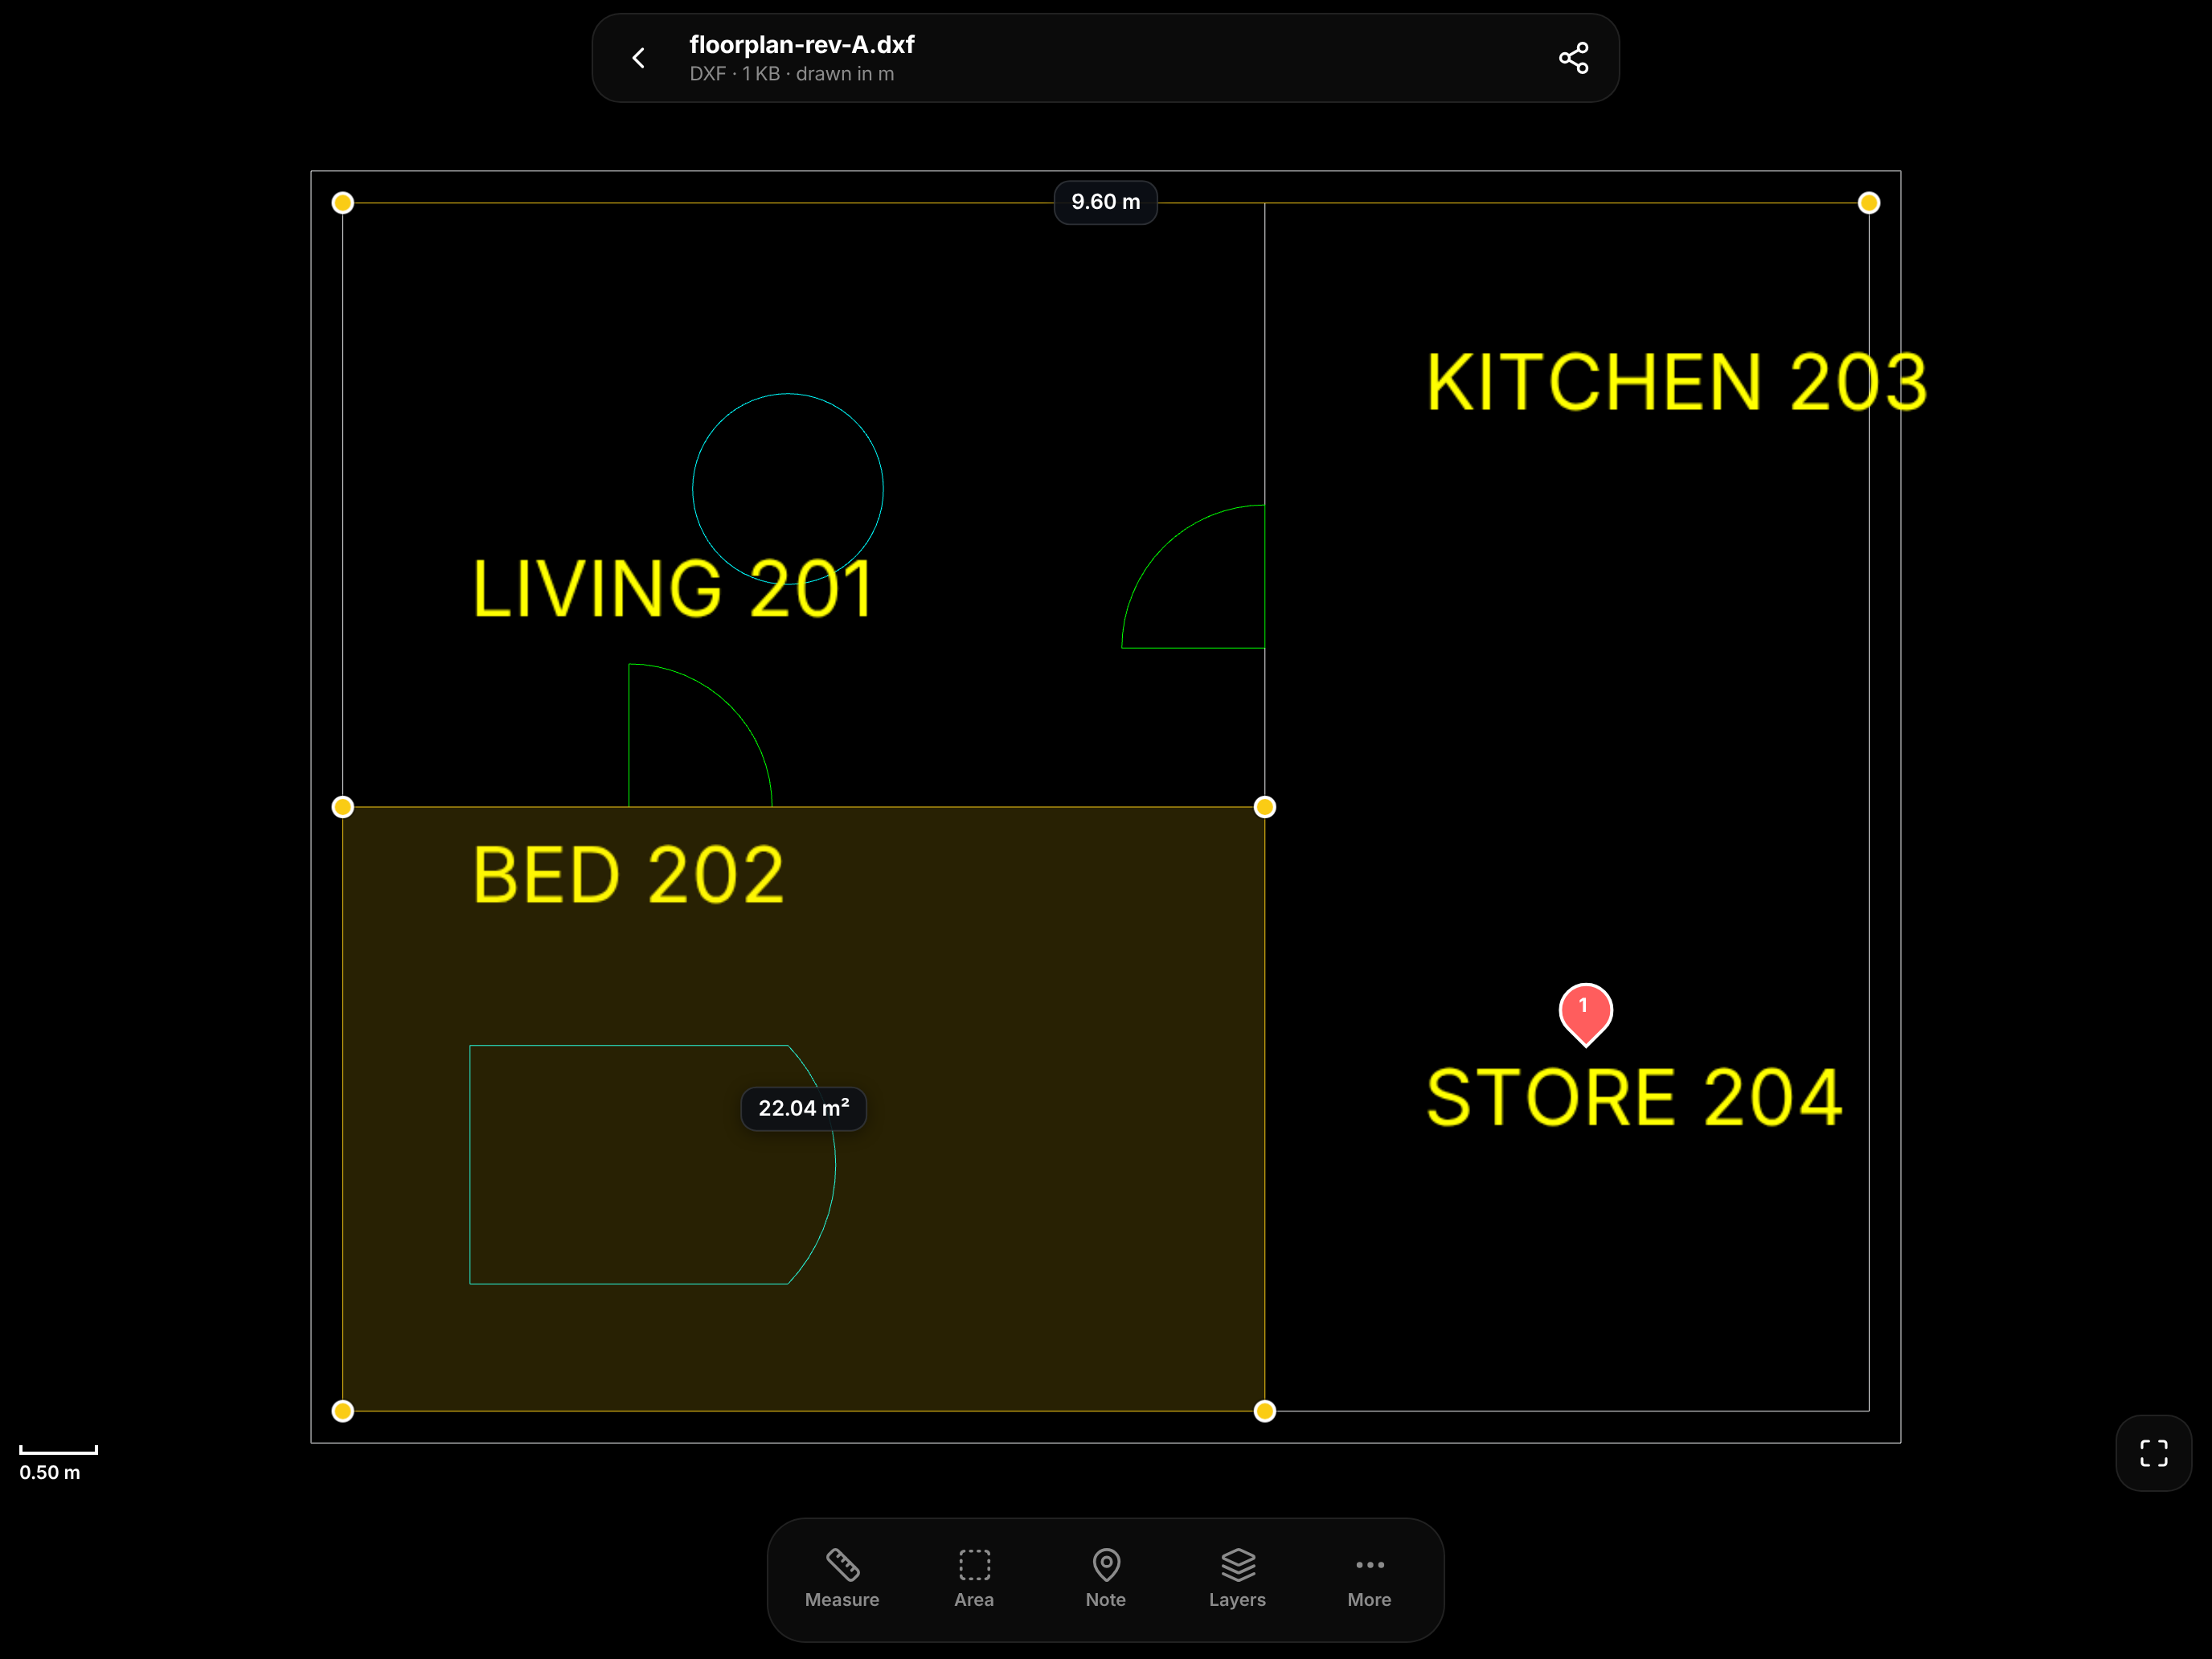 floorplan-rev-A.dxf
DXF · 1 KB · drawn in m
9.60 m
KITCHEN 203
LIVING 201
BED 202
1
STORE 204
22.04 m²
0.50 m
Measure
Area
Note
Layers
More